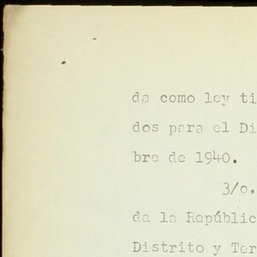 da como ley ti
dos para el Di
bre de 1940.
3/o.
da la Repúblic
Distrito y Ter